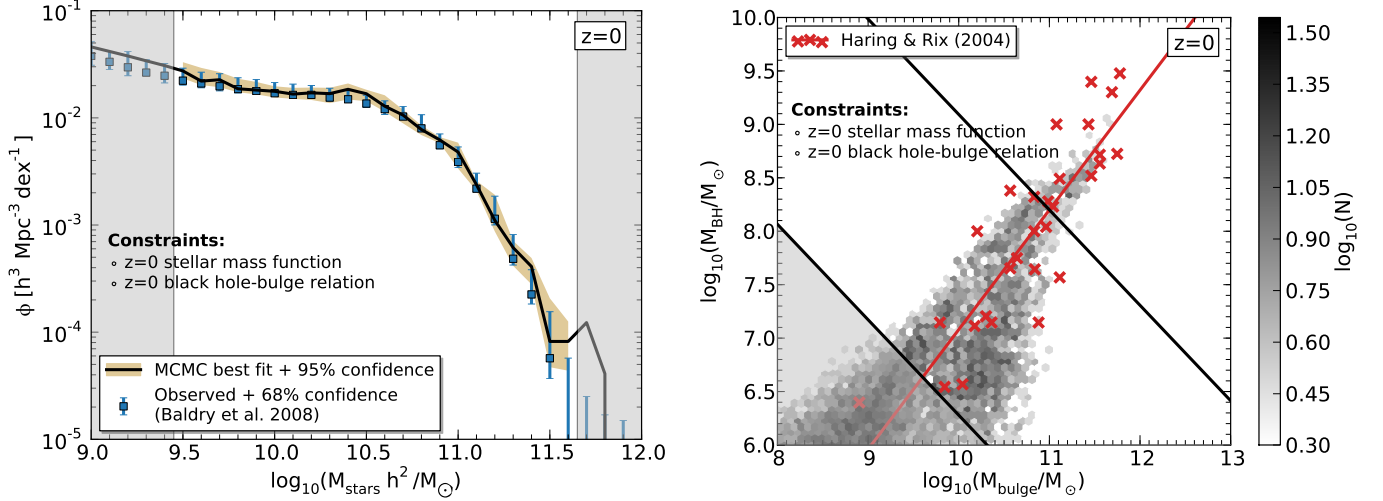 10⁻¹
10⁻²
10⁻³
10⁻⁴
10⁻⁵
ϕ [h³ Mpc⁻³ dex⁻¹]
z=0
Constraints:
∘ z=0 stellar mass function
∘ z=0 black hole-bulge relation
MCMC best fit + 95% confidence
Observed + 68% confidence
(Baldry et al. 2008)
9.0 9.5 10.0 10.5 11.0 11.5 12.0
log₁₀(M_stars h²/M_⊙)
10.0
9.5
9.0
8.5
8.0
7.5
7.0
6.5
6.0
log₁₀(M_BH/M_⊙)
Haring & Rix (2004)
z=0
Constraints:
∘ z=0 stellar mass function
∘ z=0 black hole-bulge relation
8 9 10 11 12 13
log₁₀(M_bulge/M_⊙)
1.50
1.35
1.20
1.05
0.90
0.75
0.60
0.45
0.30
log₁₀(N)